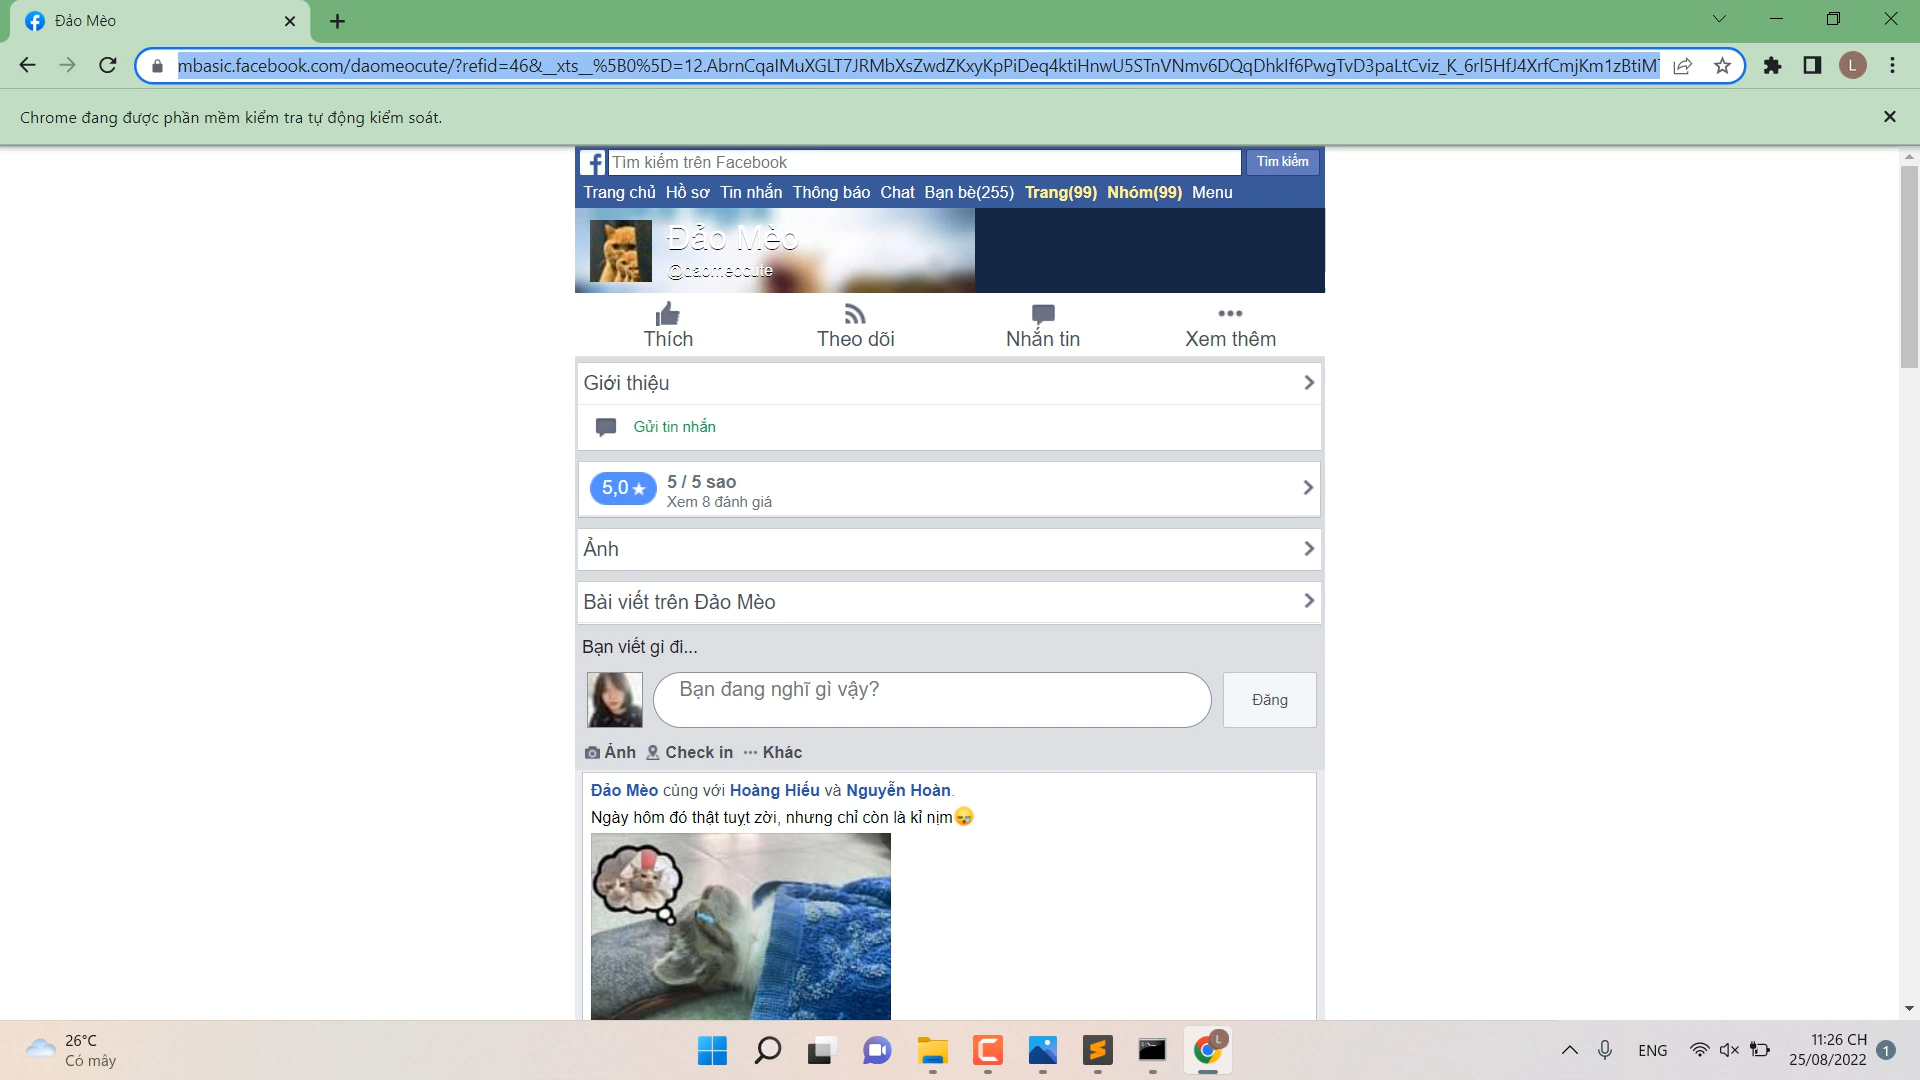 Đảo Mèo
mbasic.facebook.com/daomeocute/?refid=46&__xts__%5B0%5D=12.AbrnCqaIMuXGLT7JRMbXsZwdZKxyKpPiDeq4ktiHnwU5STnVNmv6DQqDhkIf6PwgTvD3paLtCviz_K_6rl5HfJ4XrfCmjKm1zBtiM
L
Chrome đang được phần mềm kiểm tra tự động kiểm soát.
Tìm kiếm trên Facebook
Tìm kiếm
Trang chủ Hồ sơ Tin nhắn Thông báo Chat Bạn bè(255) Trang(99) Nhóm(99) Menu
Đảo Mèo
@daomeocute
Thích Theo dõi Nhắn tin Xem thêm
Giới thiệu
Gửi tin nhắn
5,0 5 / 5 sao
Xem 8 đánh giá
Ảnh
Bài viết trên Đảo Mèo
Bạn viết gì đi...
Bạn đang nghĩ gì vậy?
Đăng
Ảnh Check in Khác
Đảo Mèo cùng với Hoàng Hiếu và Nguyễn Hoàn.
Ngày hôm đó thật tuỵt zời, nhưng chỉ còn là kỉ nịm
26°C
Có mây
L
ENG
11:26 CH
25/08/2022
1